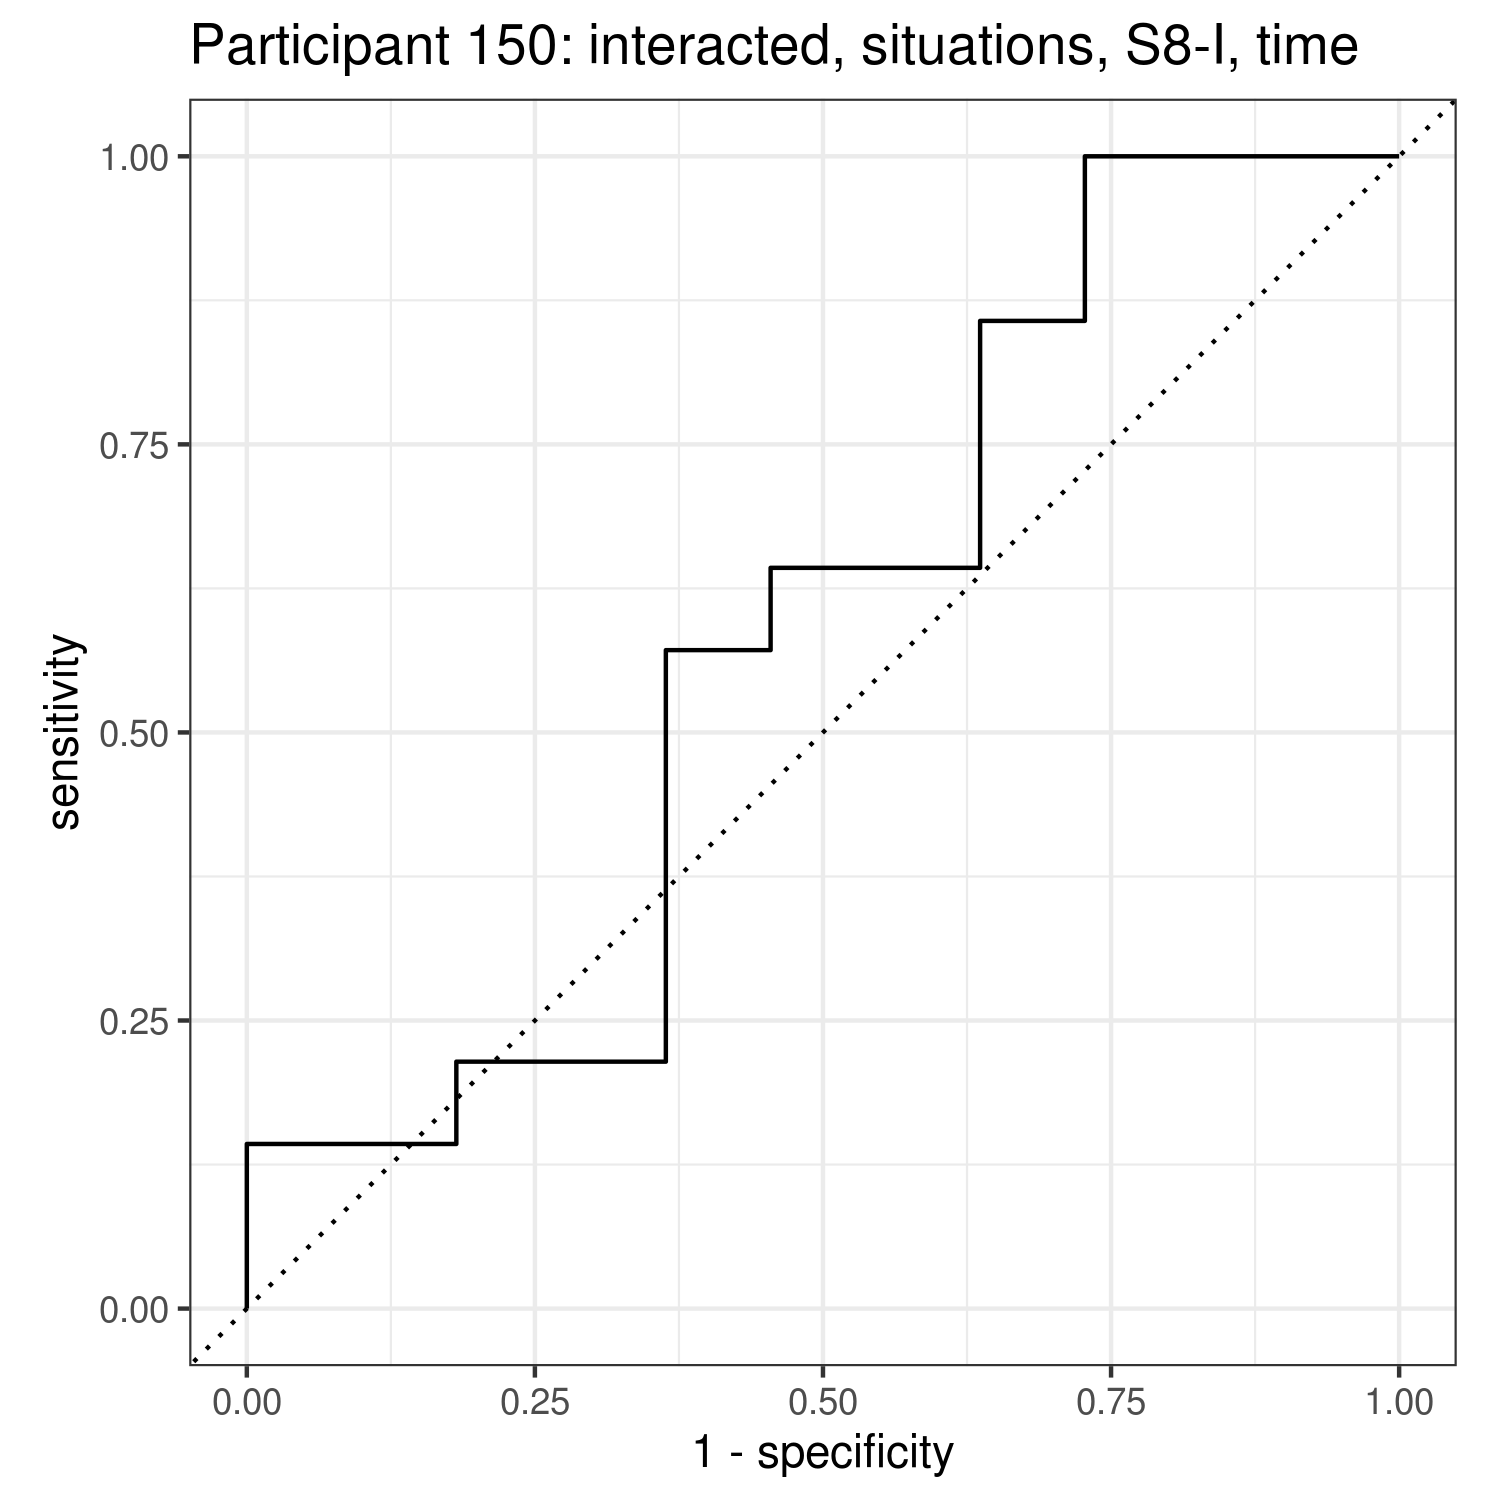 Participant 150: interacted, situations, S8-I, time
1.00
0.75
0.50
0.25
0.00
sensitivity
0.00 0.25 0.50 0.75 1.00
1 - specificity